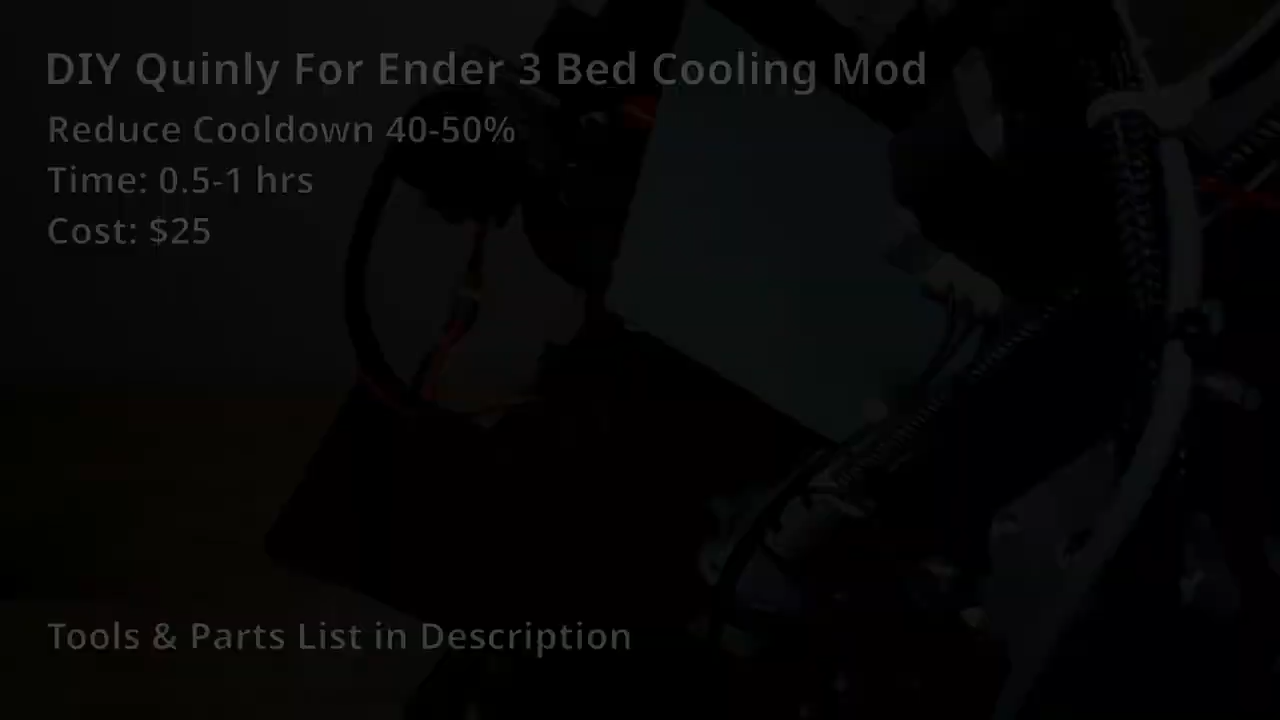 DIY Quinly For Ender 3 Bed Cooling Mod
Reduce Cooldown 40-50%
Time: 0.5-1 hrs
Cost: $25
Tools & Parts List in Description